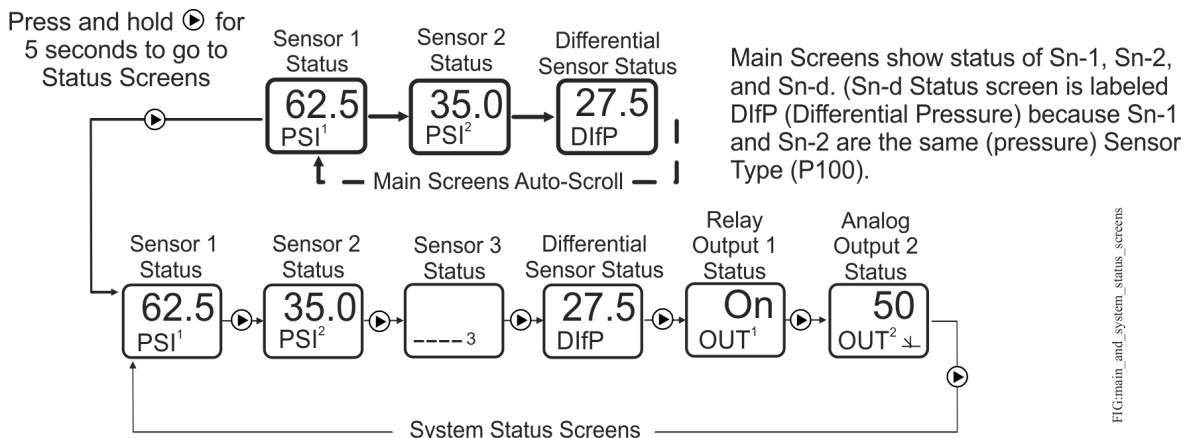 Press and hold ▶ for
5 seconds to go to
Status Screens
Sensor 1
Status
62.5
PSI¹
Sensor 2
Status
35.0
PSI²
Differential
Sensor Status
27.5
DIfP
Main Screens Auto-Scroll
Main Screens show status of Sn-1, Sn-2,
and Sn-d. (Sn-d Status screen is labeled
DIfP (Differential Pressure) because Sn-1
and Sn-2 are the same (pressure) Sensor
Type (P100).
Sensor 1
Status
62.5
PSI¹
Sensor 2
Status
35.0
PSI²
Sensor 3
Status
----³
Differential
Sensor Status
27.5
DIfP
Relay
Output 1
Status
On
OUT¹
Analog
Output 2
Status
50
OUT²
System Status Screens
FIG:main_and_system_status_screens